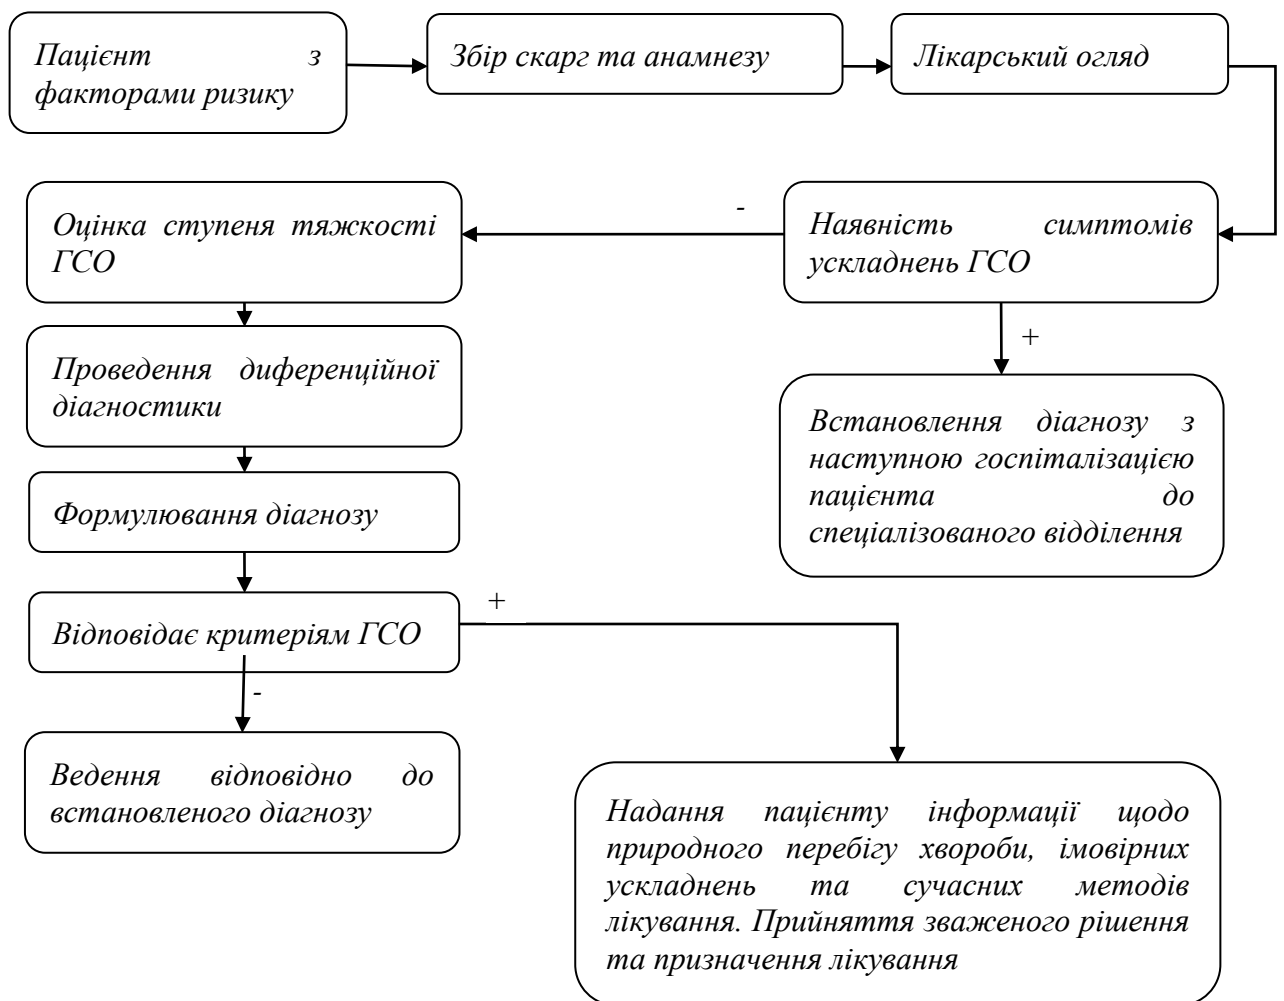 Пацієнт з
факторами ризику
Збір скарг та анамнезу
Лікарський огляд
Наявність симптомів
ускладнень ГСО
-
Оцінка ступеня тяжкості
ГСО
+
Встановлення діагнозу з
наступною госпіталізацією
пацієнта до
спеціалізованого відділення
Проведення диференційної
діагностики
Формулювання діагнозу
Відповідає критеріям ГСО
+
-
Ведення відповідно до
встановленого діагнозу
Надання пацієнту інформації щодо
природного перебігу хвороби, імовірних
ускладнень та сучасних методів
лікування. Прийняття зваженого рішення
та призначення лікування